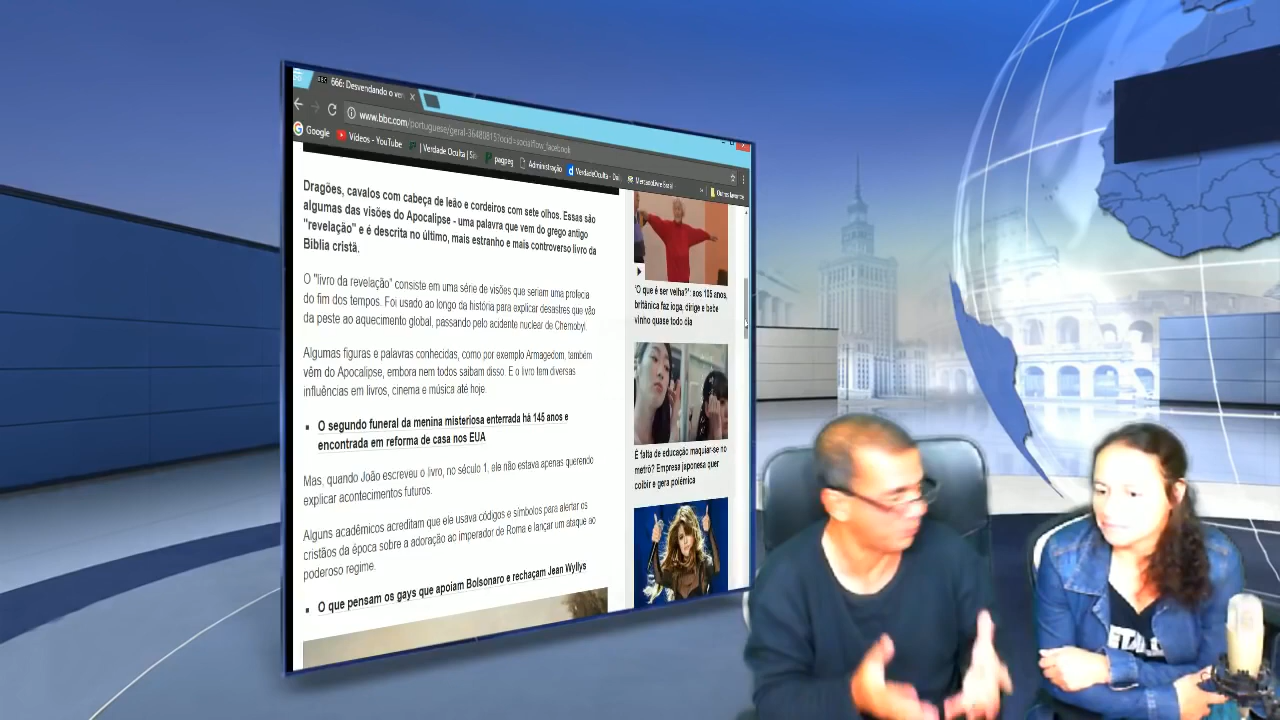 666: Desvendando o ver
www.bbc.com/portuguese/geral-36480815?ocid=socialflow_facebook
Google
Vídeos - YouTube
| Verdade Oculta | Si
pagpeg
Administração
VerdadeOculta - Da
MercadoLivre Brasil
Outros favoritos
Dragões, cavalos com cabeça de leão e cordeiros com sete olhos. Essas são
algumas das visões do Apocalipse - uma palavra que vem do grego antigo
"revelação" e é descrita no último, mais estranho e mais controverso livro da
Bíblia cristã.
O "livro da revelação" consiste em uma série de visões que seriam uma profecia
do fim dos tempos. Foi usado ao longo da história para explicar desastres que vão
da peste ao aquecimento global, passando pelo acidente nuclear de Chernobyl.
Algumas figuras e palavras conhecidas, como por exemplo Armagedom, também
vêm do Apocalipse, embora nem todos saibam disso. E o livro tem diversas
influências em livros, cinema e música até hoje.
O segundo funeral da menina misteriosa enterrada há 145 anos e
encontrada em reforma de casa nos EUA
Mas, quando João escreveu o livro, no século 1, ele não estava apenas querendo
explicar acontecimentos futuros.
Alguns acadêmicos acreditam que ele usava códigos e símbolos para alertar os
cristãos da época sobre a adoração ao imperador de Roma e lançar um ataque ao
poderoso regime.
O que pensam os gays que apoiam Bolsonaro e rechaçam Jean Wyllys
'O que é ser velha?': aos 105 anos,
britânica faz ioga, dirige e bebe
vinho quase todo dia
É falta de educação maquiar-se no
metrô? Empresa japonesa quer
coibir e gera polêmica